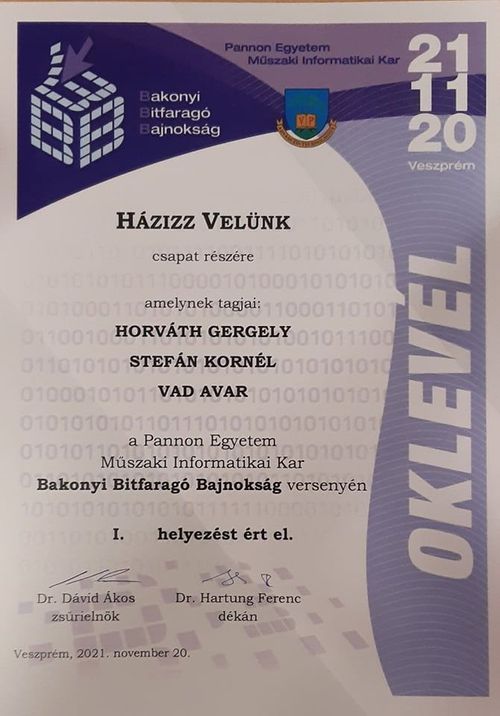 Pannon Egyetem
Műszaki Informatikai Kar
21
11
20
Veszprém
BBB
Bakonyi
Bitfaragó
Bajnokság
HÁZIZZ VELÜNK
csapat részére
amelynek tagjai:
HORVÁTH GERGELY
STEFÁN KORNÉL
VAD AVAR
a Pannon Egyetem
Műszaki Informatikai Kar
Bakonyi Bitfaragó Bajnokság versenyén
I. helyezést ért el.
Dr. Dávid Ákos
zsűrielnök
Dr. Hartung Ferenc
dékán
Veszprém, 2021. november 20.
OKLEVÉL